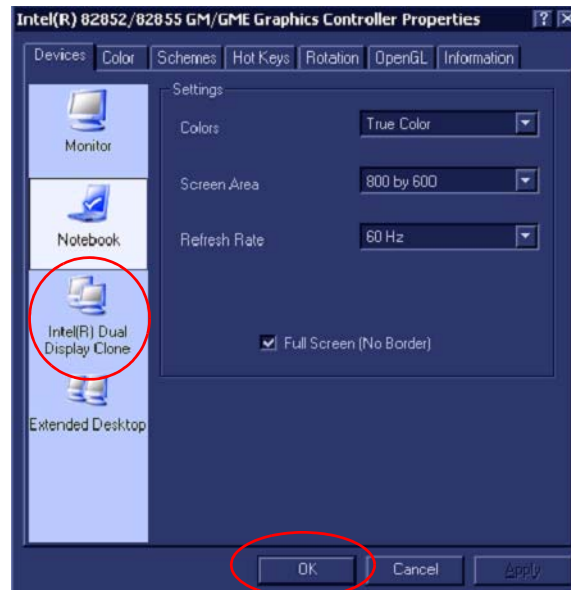 Intel(R) 82852/82855 GM/GME Graphics Controller Properties
Devices Color Schemes Hot Keys Rotation OpenGL Information
Settings
Monitor
Colors True Color
Screen Area 800 by 600
Notebook
Refresh Rate 60 Hz
Intel(R) Dual
Display Clone
Full Screen (No Border)
Extended Desktop
OK Cancel Apply